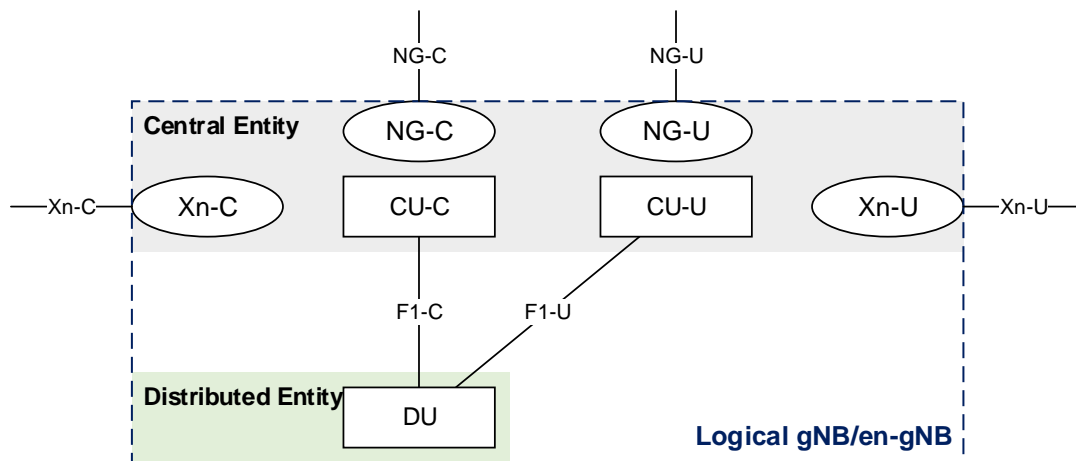 NG-C
NG-U
Central Entity
NG-C
NG-U
Xn-C
Xn-C
CU-C
CU-U
Xn-U
Xn-U
F1-C
F1-U
Distributed Entity
DU
Logical gNB/en-gNB